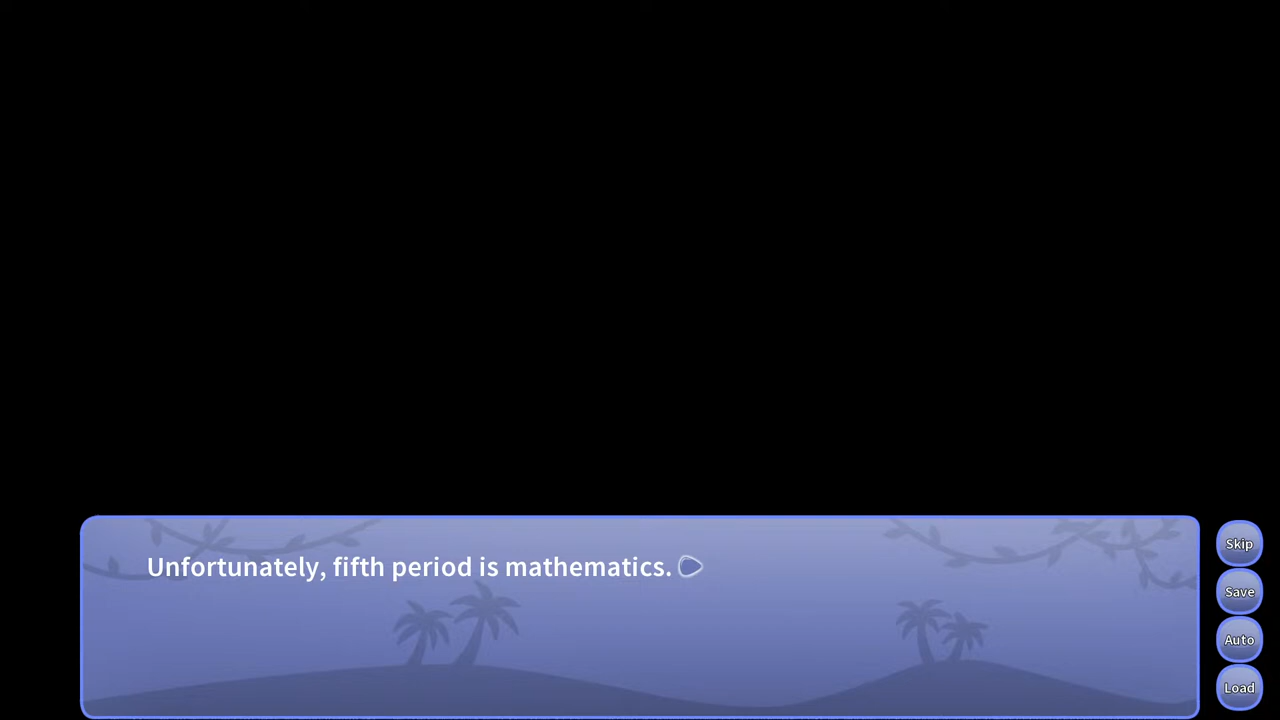 Unfortunately, fifth period is mathematics.
Skip
Save
Auto
Load